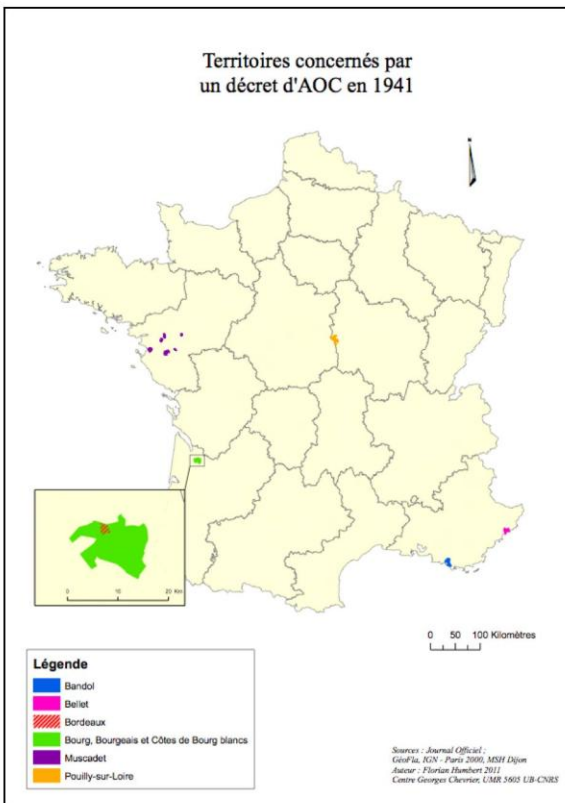 Territoires concernés par
un décret d'AOC en 1941
0 10 20 Km
0 50 100 Kilomètres
Légende
Bandol
Bellet
Bordeaux
Bourg, Bourgeais et Côtes de Bourg blancs
Muscadet
Pouilly-sur-Loire
Sources : Journal Officiel ;
GéoFla, IGN - Paris 2000, MSH Dijon
Auteur : Florian Humbert 2011
Centre Georges Chevrier, UMR 5605 UB-CNRS